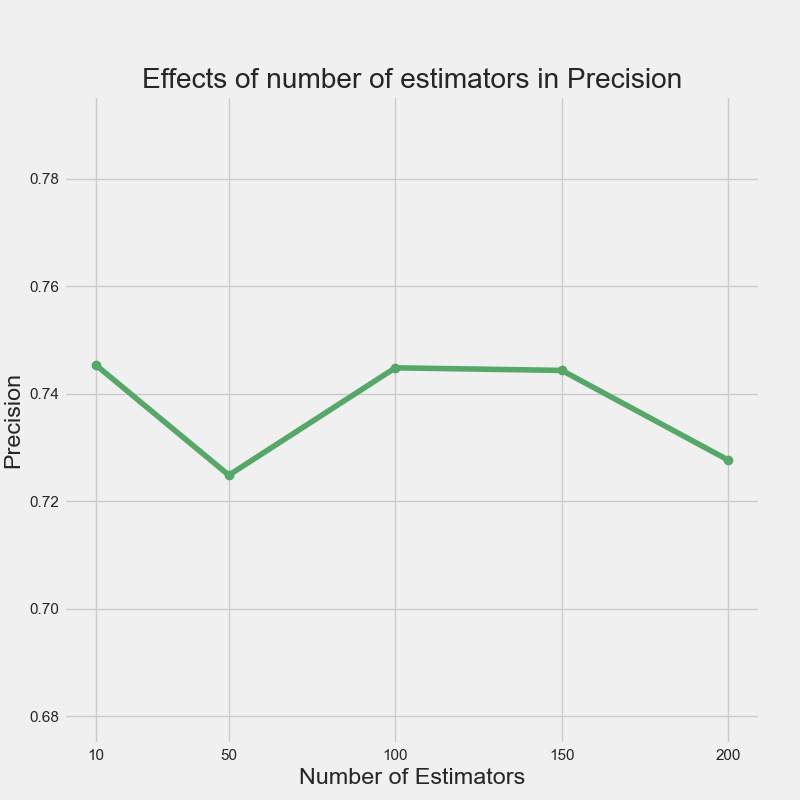 Effects of number of estimators in Precision
0.78
0.76
0.74
0.72
0.70
0.68
Precision
10 50 100 150 200
Number of Estimators